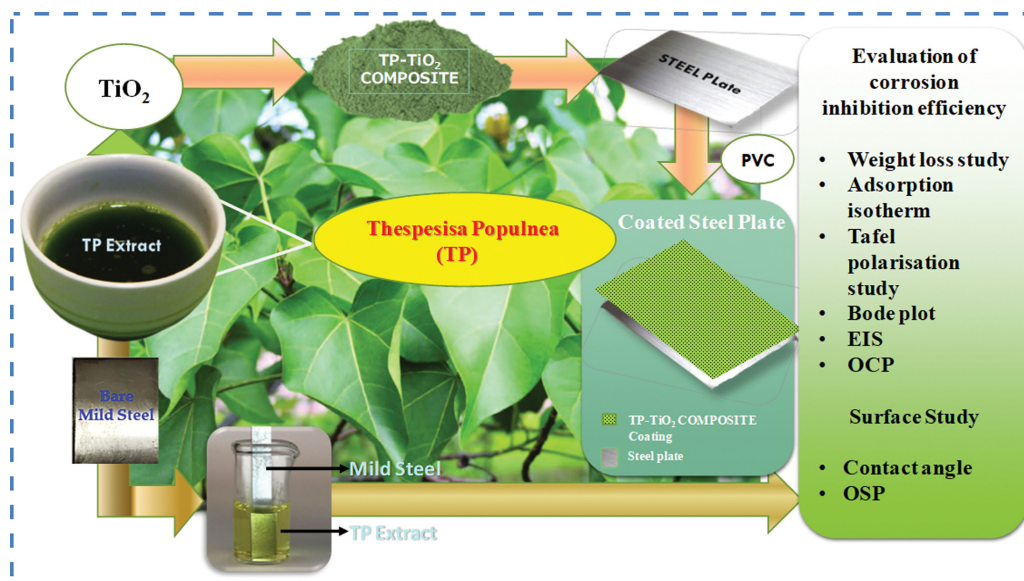 TiO₂
TP-TiO₂
COMPOSITE
STEEL PLate
PVC
TP Extract
Thespesisa Populnea
(TP)
Coated Steel Plate
TP-TiO₂ COMPOSITE
Coating
Steel plate
Bare
Mild Steel
Mild Steel
TP Extract
Evaluation of
corrosion
inhibition efficiency
• Weight loss study
• Adsorption
isotherm
• Tafel
polarisation
study
• Bode plot
• EIS
• OCP
Surface Study
• Contact angle
• OSP